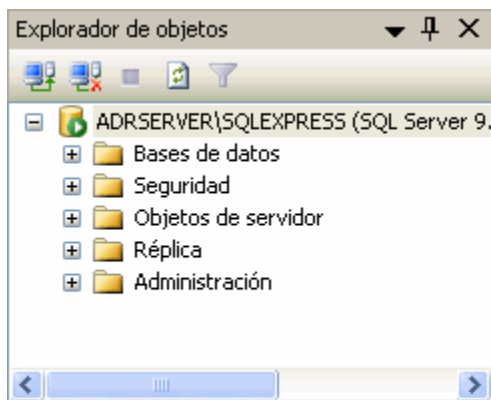 Explorador de objetos
ADRSERVER\SQLEXPRESS (SQL Server 9.
Bases de datos
Seguridad
Objetos de servidor
Réplica
Administración